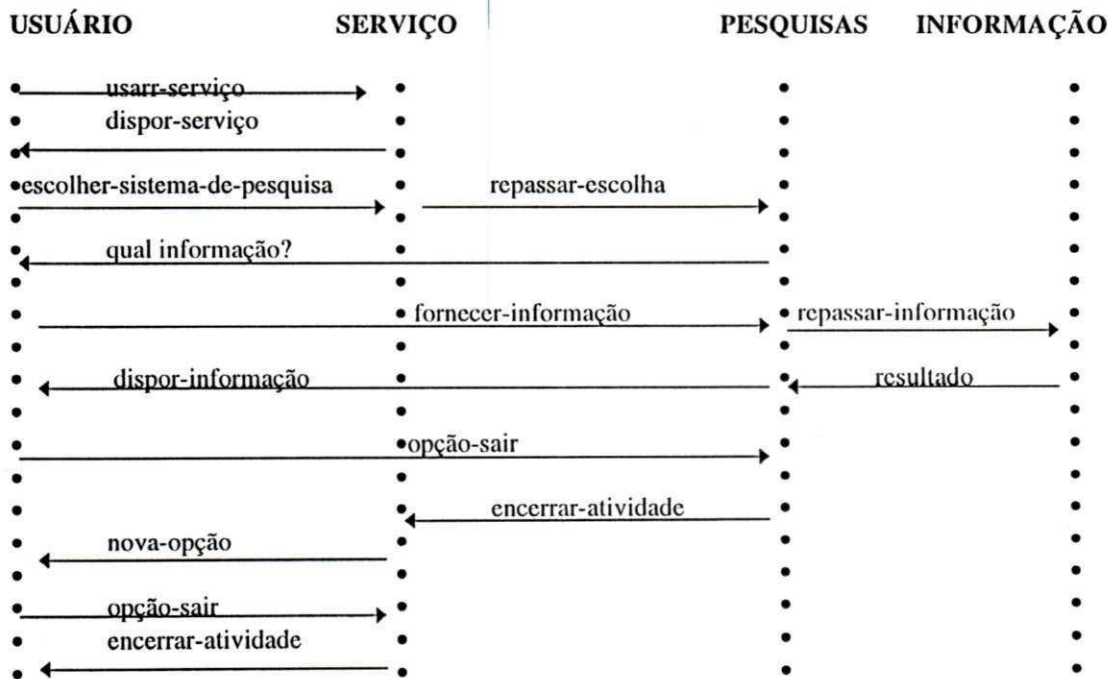 USUÁRIO SERVIÇO PESQUISAS INFORMAÇÃO
usarr-serviço
dispor-serviço
escolher-sistema-de-pesquisa repassar-escolha
qual informação?
fornecer-informação repassar-informação
dispor-informação resultado
opção-sair
encerrar-atividade
nova-opção
opção-sair
encerrar-atividade